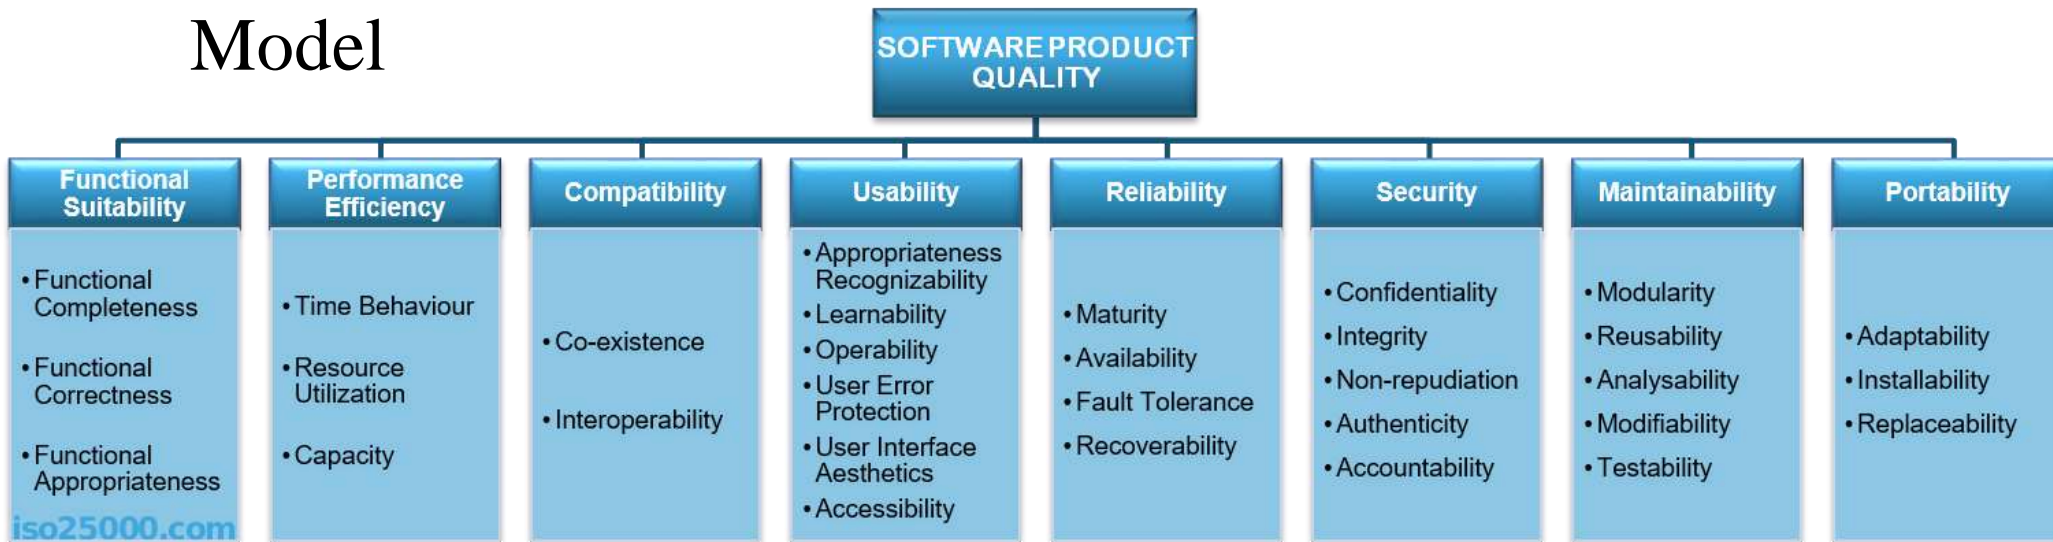 Model
SOFTWARE PRODUCT
QUALITY
Functional
Suitability
• Functional
Completeness
• Functional
Correctness
• Functional
Appropriateness
iso25000.com
Performance
Efficiency
• Time Behaviour
• Resource
Utilization
• Capacity
Compatibility
• Co-existence
• Interoperability
Usability
• Appropriateness
Recognizability
• Learnability
• Operability
• User Error
Protection
• User Interface
Aesthetics
• Accessibility
Reliability
• Maturity
• Availability
• Fault Tolerance
• Recoverability
Security
• Confidentiality
• Integrity
• Non-repudiation
• Authenticity
• Accountability
Maintainability
• Modularity
• Reusability
• Analysability
• Modifiability
• Testability
Portability
• Adaptability
• Installability
• Replaceability